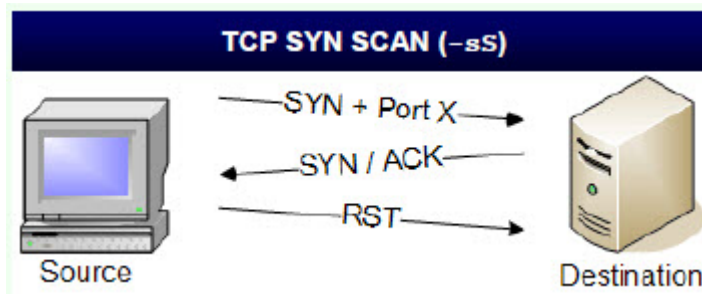 TCP SYN SCAN (-sS)
SYN + Port X
SYN / ACK
RST
Source
Destination